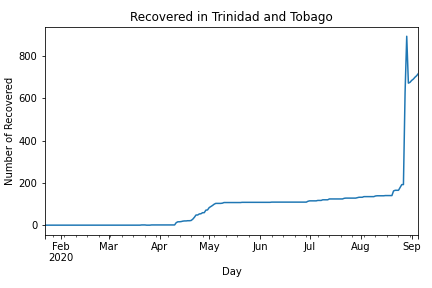 Recovered in Trinidad and Tobago
Number of Recovered
800
600
400
200
0
Feb
2020
Mar
Apr
May
Jun
Jul
Aug
Sep
Day